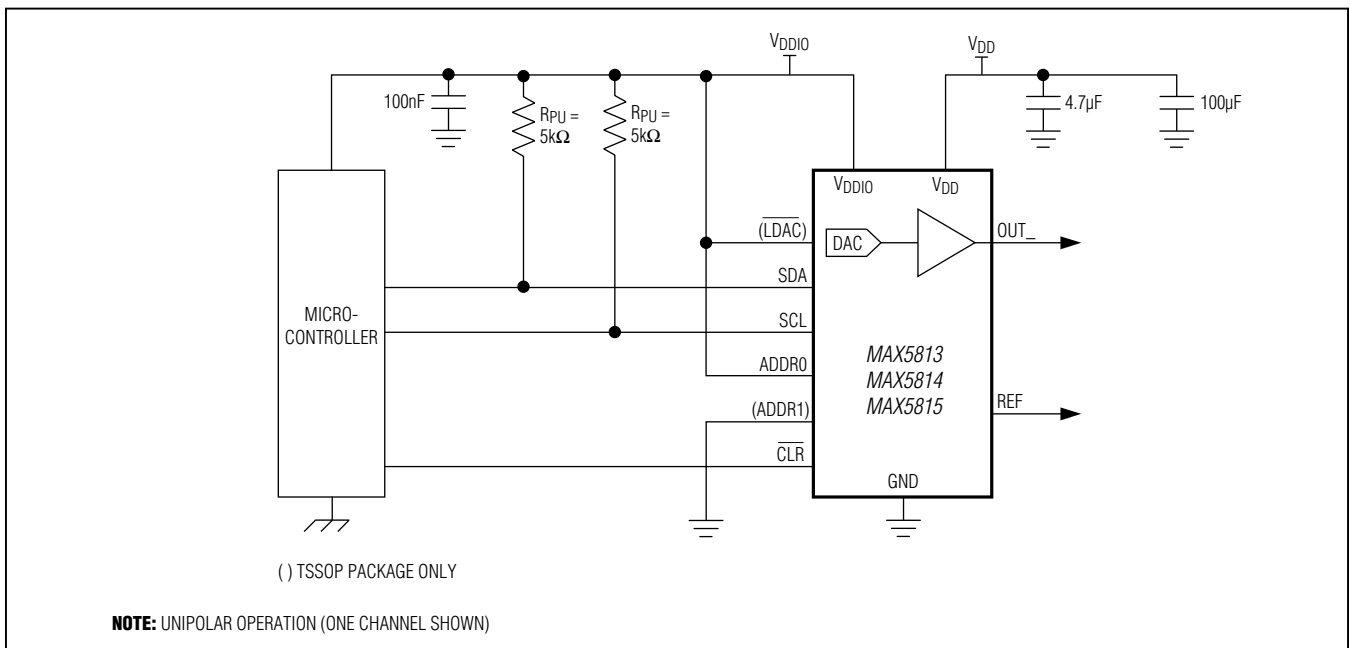 VDDIO
VDD
100nF
RPU =
5kΩ
RPU =
5kΩ
4.7µF
100µF
VDDIO
VDD
(LDAC)
DAC
OUT_
SDA
MICRO-
CONTROLLER
SCL
ADDR0
MAX5813
MAX5814
MAX5815
REF
(ADDR1)
CLR
GND
( ) TSSOP PACKAGE ONLY
NOTE: UNIPOLAR OPERATION (ONE CHANNEL SHOWN)